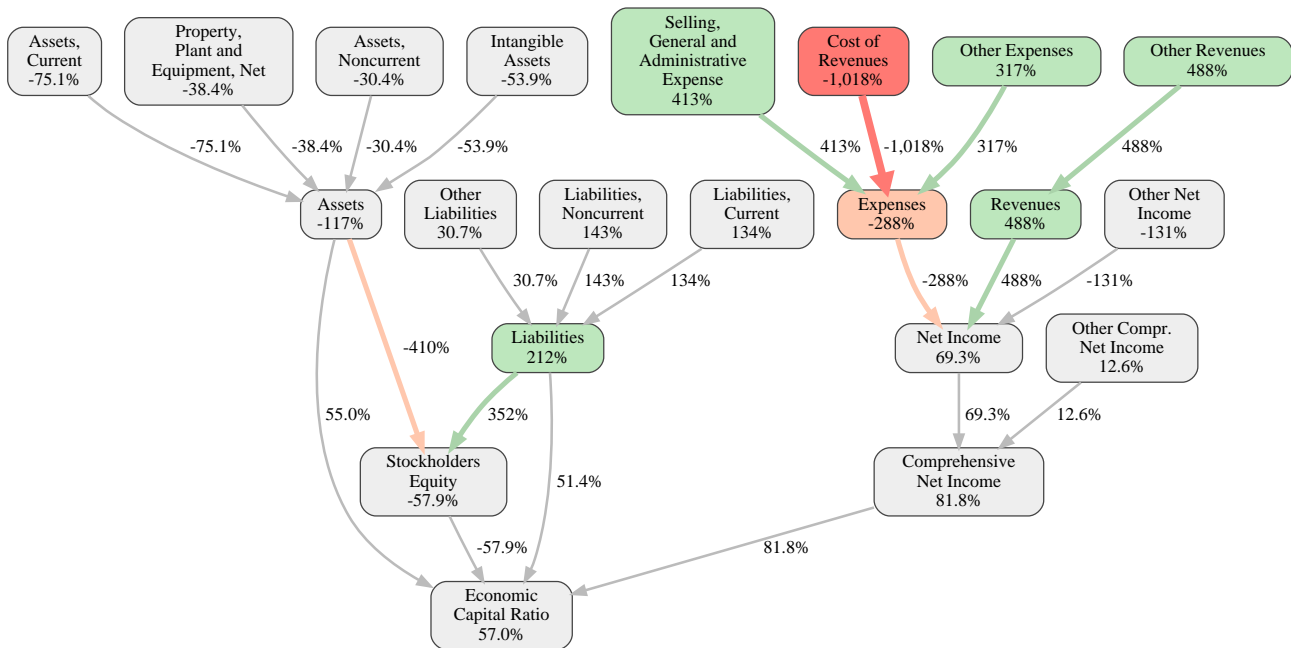 Assets,
Current
-75.1%
Property,
Plant and
Equipment, Net
-38.4%
Assets,
Noncurrent
-30.4%
Intangible
Assets
-53.9%
Selling,
General and
Administrative
Expense
413%
Cost of
Revenues
-1,018%
Other Expenses
317%
Other Revenues
488%
-75.1%
-38.4%
-30.4%
-53.9%
413%
-1,018%
317%
488%
Assets
-117%
Other
Liabilities
30.7%
Liabilities,
Noncurrent
143%
Liabilities,
Current
134%
Expenses
-288%
Revenues
488%
Other Net
Income
-131%
30.7%
143%
134%
-288%
488%
-131%
-410%
Liabilities
212%
Net Income
69.3%
Other Compr.
Net Income
12.6%
55.0%
352%
69.3%
12.6%
Stockholders
Equity
-57.9%
51.4%
Comprehensive
Net Income
81.8%
-57.9%
81.8%
Economic
Capital Ratio
57.0%